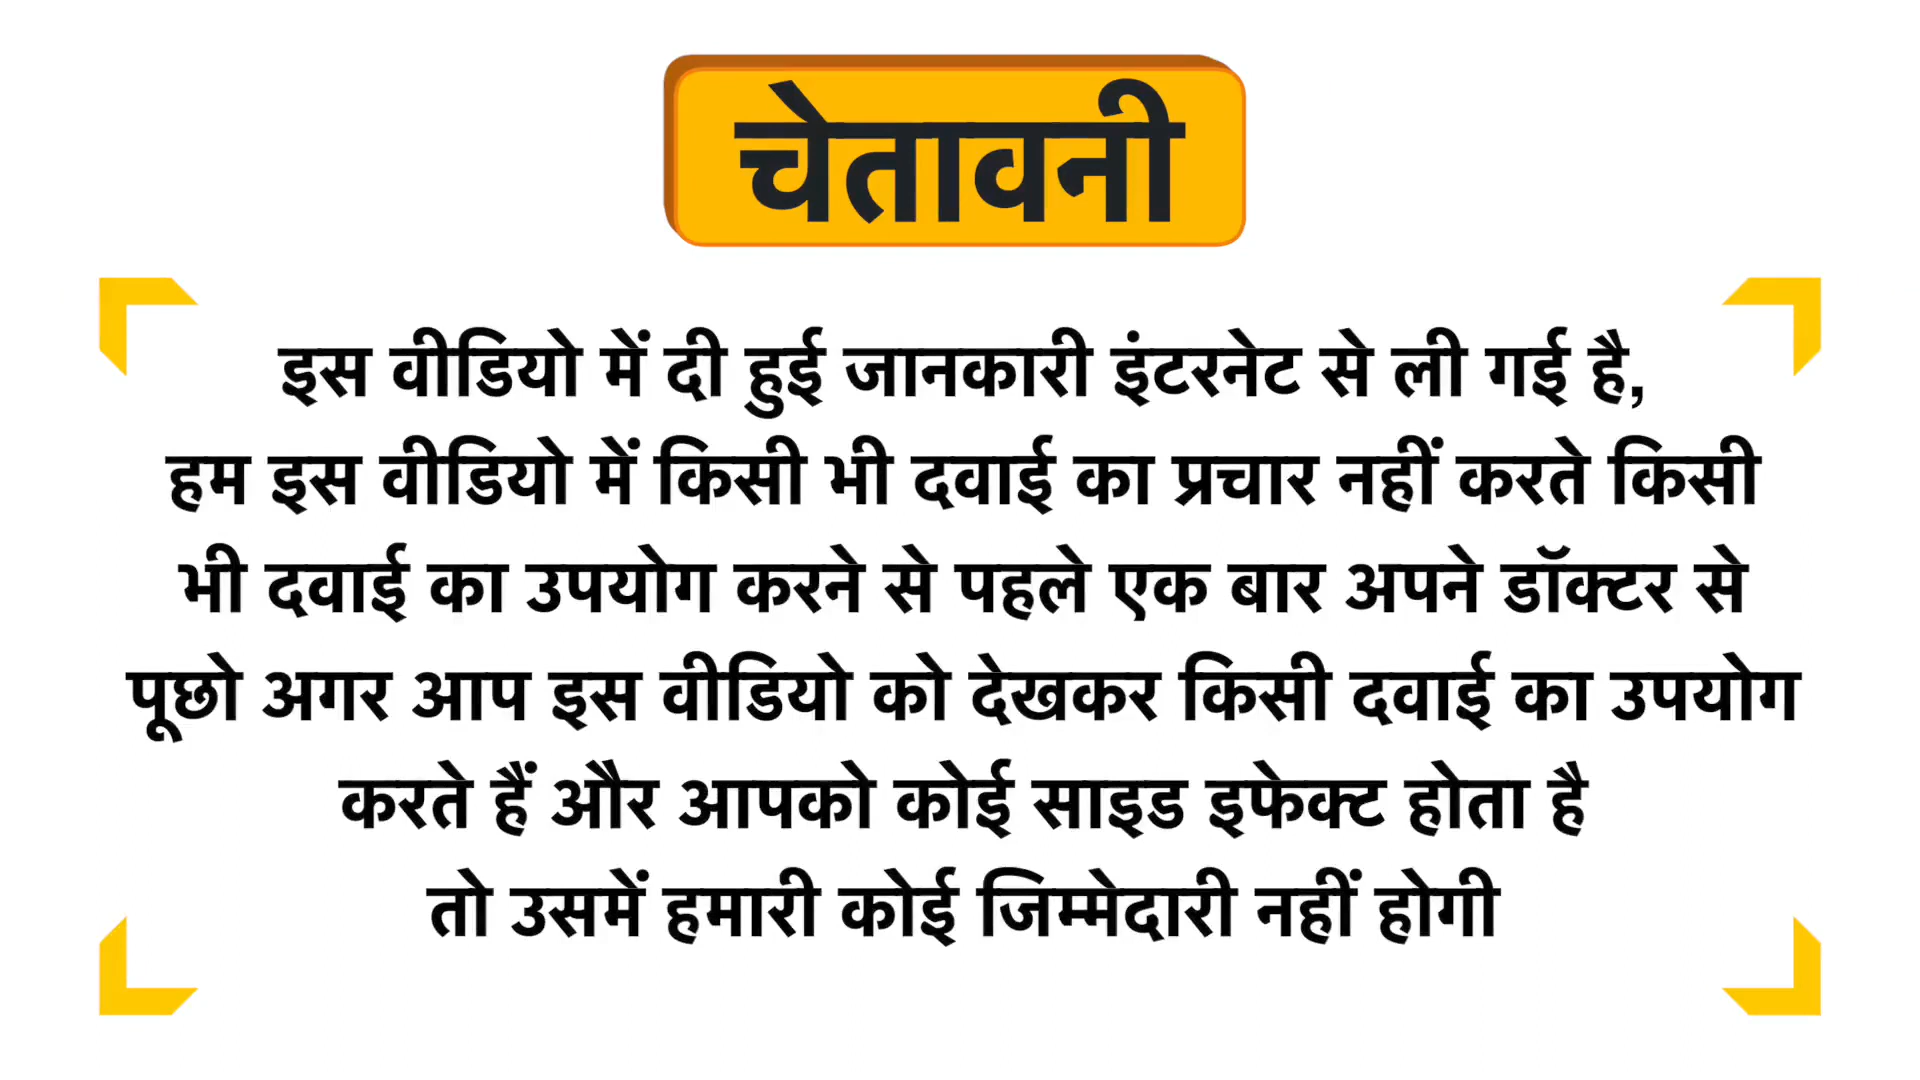 चेतावनी
इस वीडियो में दी हुई जानकारी इंटरनेट से ली गई है,
हम इस वीडियो में किसी भी दवाई का प्रचार नहीं करते किसी
भी दवाई का उपयोग करने से पहले एक बार अपने डॉक्टर से
पूछो अगर आप इस वीडियो को देखकर किसी दवाई का उपयोग
करते हैं और आपको कोई साइड इफेक्ट होता है
तो उसमें हमारी कोई जिम्मेदारी नहीं होगी